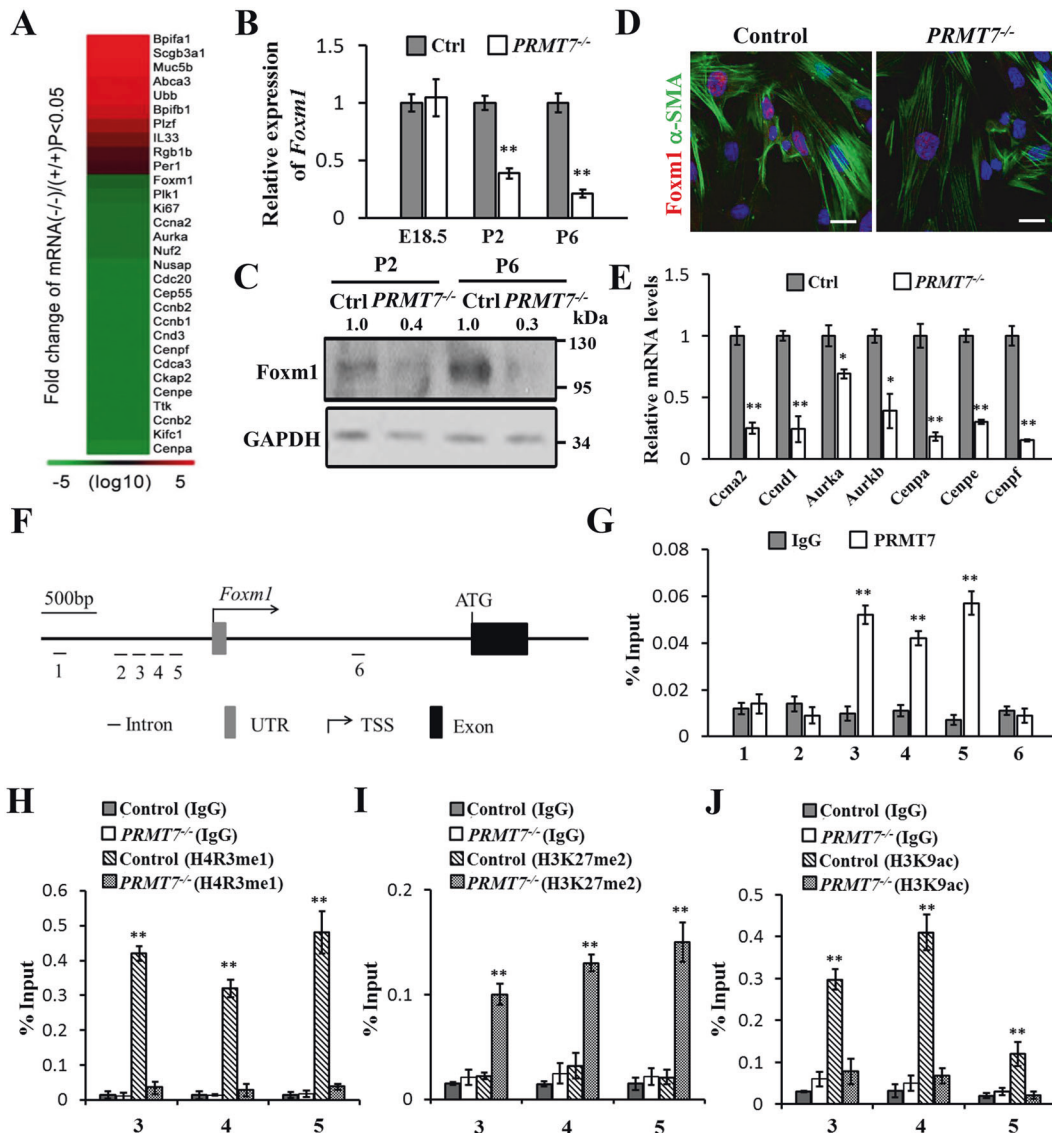 A
Fold change of mRNA(-/-)/(+/+)P<0.05
Bpifa1
Scgb3a1
Muc5b
Abca3
Ubb
Bpifb1
Plzf
IL33
Rgb1b
Per1
Foxm1
Plk1
Ki67
Ccna2
Aurka
Nuf2
Nusap
Cdc20
Cep55
Ccnb2
Ccnb1
Cnd3
Cenpf
Cdca3
Ckap2
Cenpe
Ttk
Ccnb2
Kifc1
Cenpa
-5 (log10) 5
B
Relative expression
of Foxm1
Ctrl PRMT7-/-
1.5
1
0.5
0
**
**
E18.5 P2 P6
C
P2 P6
Ctrl PRMT7-/- Ctrl PRMT7-/-
1.0 0.4 1.0 0.3 kDa
Foxm1
130
95
GAPDH
34
D
Control PRMT7-/-
Foxm1 α-SMA
E
Relative mRNA levels
Ctrl PRMT7-/-
1.5
1
0.5
0
** ** * * ** ** **
Ccna2 Ccnd1 Aurka Aurkb Cenpa Cenpe Cenpf
F
500bp
Foxm1
ATG
1 2 3 4 5 6
Intron UTR TSS Exon
G
% Input
IgG PRMT7
0.08
0.06
0.04
0.02
0
** ** **
1 2 3 4 5 6
H
Control (IgG)
PRMT7-/- (IgG)
Control (H4R3me1)
PRMT7-/- (H4R3me1)
% Input
0.6
0.5
0.4
0.3
0.2
0.1
0
** ** **
3 4 5
I
Control (IgG)
PRMT7-/- (IgG)
Control (H3K27me2)
PRMT7-/- (H3K27me2)
% Input
0.2
0.1
0
** ** **
3 4 5
J
Control (IgG)
PRMT7-/- (IgG)
Control (H3K9ac)
PRMT7-/- (H3K9ac)
% Input
0.5
0.4
0.3
0.2
0.1
0
** ** **
3 4 5